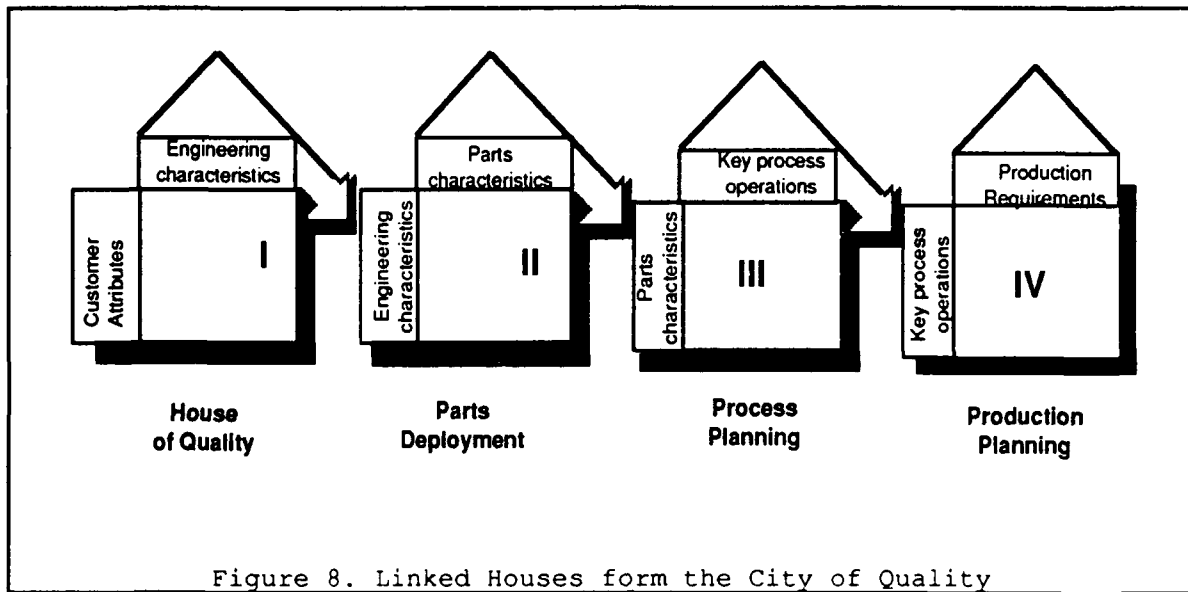 Engineering
characteristics
Customer
Attributes
I
House
of Quality
Parts
characteristics
Engineering
characteristics
II
Parts
Deployment
Key process
operations
Parts
characteristics
III
Process
Planning
Production
Requirements
Key process
operations
IV
Production
Planning
Figure 8. Linked Houses form the City of Quality